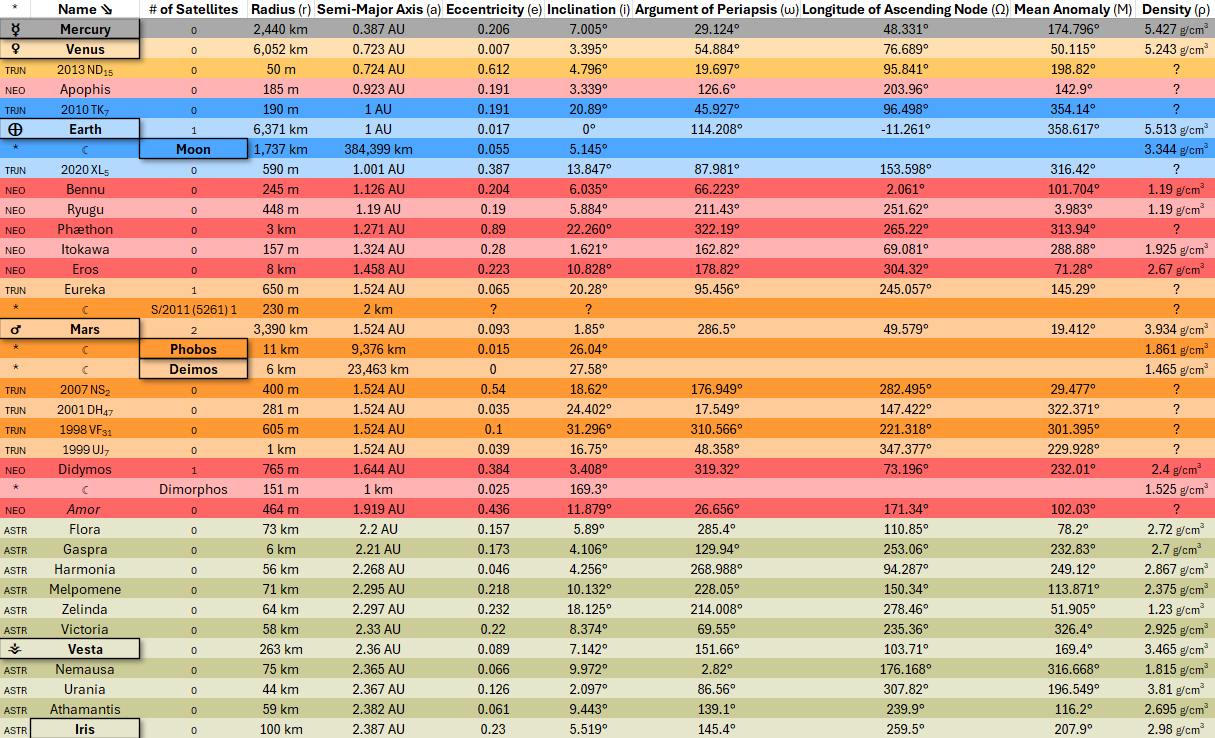 * Name ⇘ # of Satellites Radius (r) Semi-Major Axis (a) Eccentricity (e) Inclination (i) Argument of Periapsis (ω) Longitude of Ascending Node (Ω) Mean Anomaly (M) Density (ρ)
☿ Mercury 0 2,440 km 0.387 AU 0.206 7.005° 29.124° 48.331° 174.796° 5.427 g/cm³
♀ Venus 0 6,052 km 0.723 AU 0.007 3.395° 54.884° 76.689° 50.115° 5.243 g/cm³
TRJN 2013 ND₁₅ 0 50 m 0.724 AU 0.612 4.796° 19.697° 95.841° 198.82° ?
NEO Apophis 0 185 m 0.923 AU 0.191 3.339° 126.6° 203.96° 142.9° ?
TRJN 2010 TK₇ 0 190 m 1 AU 0.191 20.89° 45.927° 96.498° 354.14° ?
⨁ Earth 1 6,371 km 1 AU 0.017 0° 114.208° -11.261° 358.617° 5.513 g/cm³
* ☾ Moon 1,737 km 384,399 km 0.055 5.145° 3.344 g/cm³
TRJN 2020 XL₅ 0 590 m 1.001 AU 0.387 13.847° 87.981° 153.598° 316.42° ?
NEO Bennu 0 245 m 1.126 AU 0.204 6.035° 66.223° 2.061° 101.704° 1.19 g/cm³
NEO Ryugu 0 448 m 1.19 AU 0.19 5.884° 211.43° 251.62° 3.983° 1.19 g/cm³
NEO Phæthon 0 3 km 1.271 AU 0.89 22.260° 322.19° 265.22° 313.94° ?
NEO Itokawa 0 157 m 1.324 AU 0.28 1.621° 162.82° 69.081° 288.88° 1.925 g/cm³
NEO Eros 0 8 km 1.458 AU 0.223 10.828° 178.82° 304.32° 71.28° 2.67 g/cm³
TRJN Eureka 1 650 m 1.524 AU 0.065 20.28° 95.456° 245.057° 145.29° ?
* ☾ S/2011 (5261) 1 230 m 2 km ? ? ?
♂ Mars 2 3,390 km 1.524 AU 0.093 1.85° 286.5° 49.579° 19.412° 3.934 g/cm³
* ☾ Phobos 11 km 9,376 km 0.015 26.04° 1.861 g/cm³
* ☾ Deimos 6 km 23,463 km 0 27.58° 1.465 g/cm³
TRJN 2007 NS₂ 0 400 m 1.524 AU 0.54 18.62° 176.949° 282.495° 29.477° ?
TRJN 2001 DH₄₇ 0 281 m 1.524 AU 0.035 24.402° 17.549° 147.422° 322.371° ?
TRJN 1998 VF₃₁ 0 605 m 1.524 AU 0.1 31.296° 310.566° 221.318° 301.395° ?
TRJN 1999 UJ₇ 0 1 km 1.524 AU 0.039 16.75° 48.358° 347.377° 229.928° ?
NEO Didymos 1 765 m 1.644 AU 0.384 3.408° 319.32° 73.196° 232.01° 2.4 g/cm³
* ☾ Dimorphos 151 m 1 km 0.025 169.3° 1.525 g/cm³
NEO Amor 0 464 m 1.919 AU 0.436 11.879° 26.656° 171.34° 102.03° ?
ASTR Flora 0 73 km 2.2 AU 0.157 5.89° 285.4° 110.85° 78.2° 2.72 g/cm³
ASTR Gaspra 0 6 km 2.21 AU 0.173 4.106° 129.94° 253.06° 232.83° 2.7 g/cm³
ASTR Harmonia 0 56 km 2.268 AU 0.046 4.256° 268.988° 94.287° 249.12° 2.867 g/cm³
ASTR Melpomene 0 71 km 2.295 AU 0.218 10.132° 228.05° 150.34° 113.871° 2.375 g/cm³
ASTR Zelinda 0 64 km 2.297 AU 0.232 18.125° 214.008° 278.46° 51.905° 1.23 g/cm³
ASTR Victoria 0 58 km 2.33 AU 0.22 8.374° 69.55° 235.36° 326.4° 2.925 g/cm³
⚶ Vesta 0 263 km 2.36 AU 0.089 7.142° 151.66° 103.71° 169.4° 3.465 g/cm³
ASTR Nemausa 0 75 km 2.365 AU 0.066 9.972° 2.82° 176.168° 316.668° 1.815 g/cm³
ASTR Urania 0 44 km 2.367 AU 0.126 2.097° 86.56° 307.82° 196.549° 3.81 g/cm³
ASTR Athamantis 0 59 km 2.382 AU 0.061 9.443° 139.1° 239.9° 116.2° 2.695 g/cm³
ASTR Iris 0 100 km 2.387 AU 0.23 5.519° 145.4° 259.5° 207.9° 2.98 g/cm³